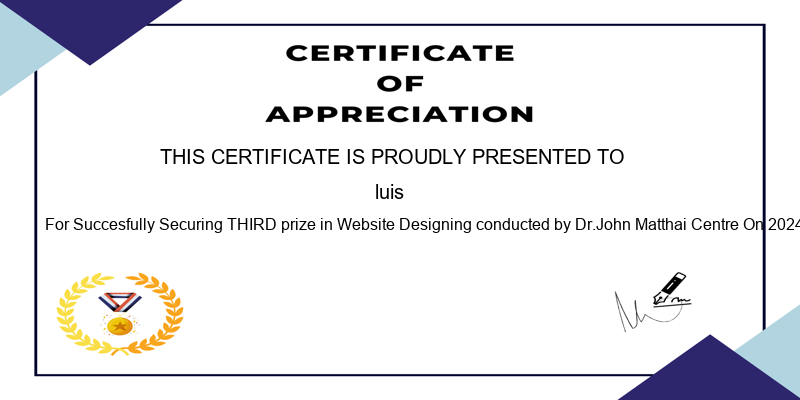 CERTIFICATE
OF
APPRECIATION
THIS CERTIFICATE IS PROUDLY PRESENTED TO
luis
For Succesfully Securing THIRD prize in Website Designing conducted by Dr.John Matthai Centre On 2024